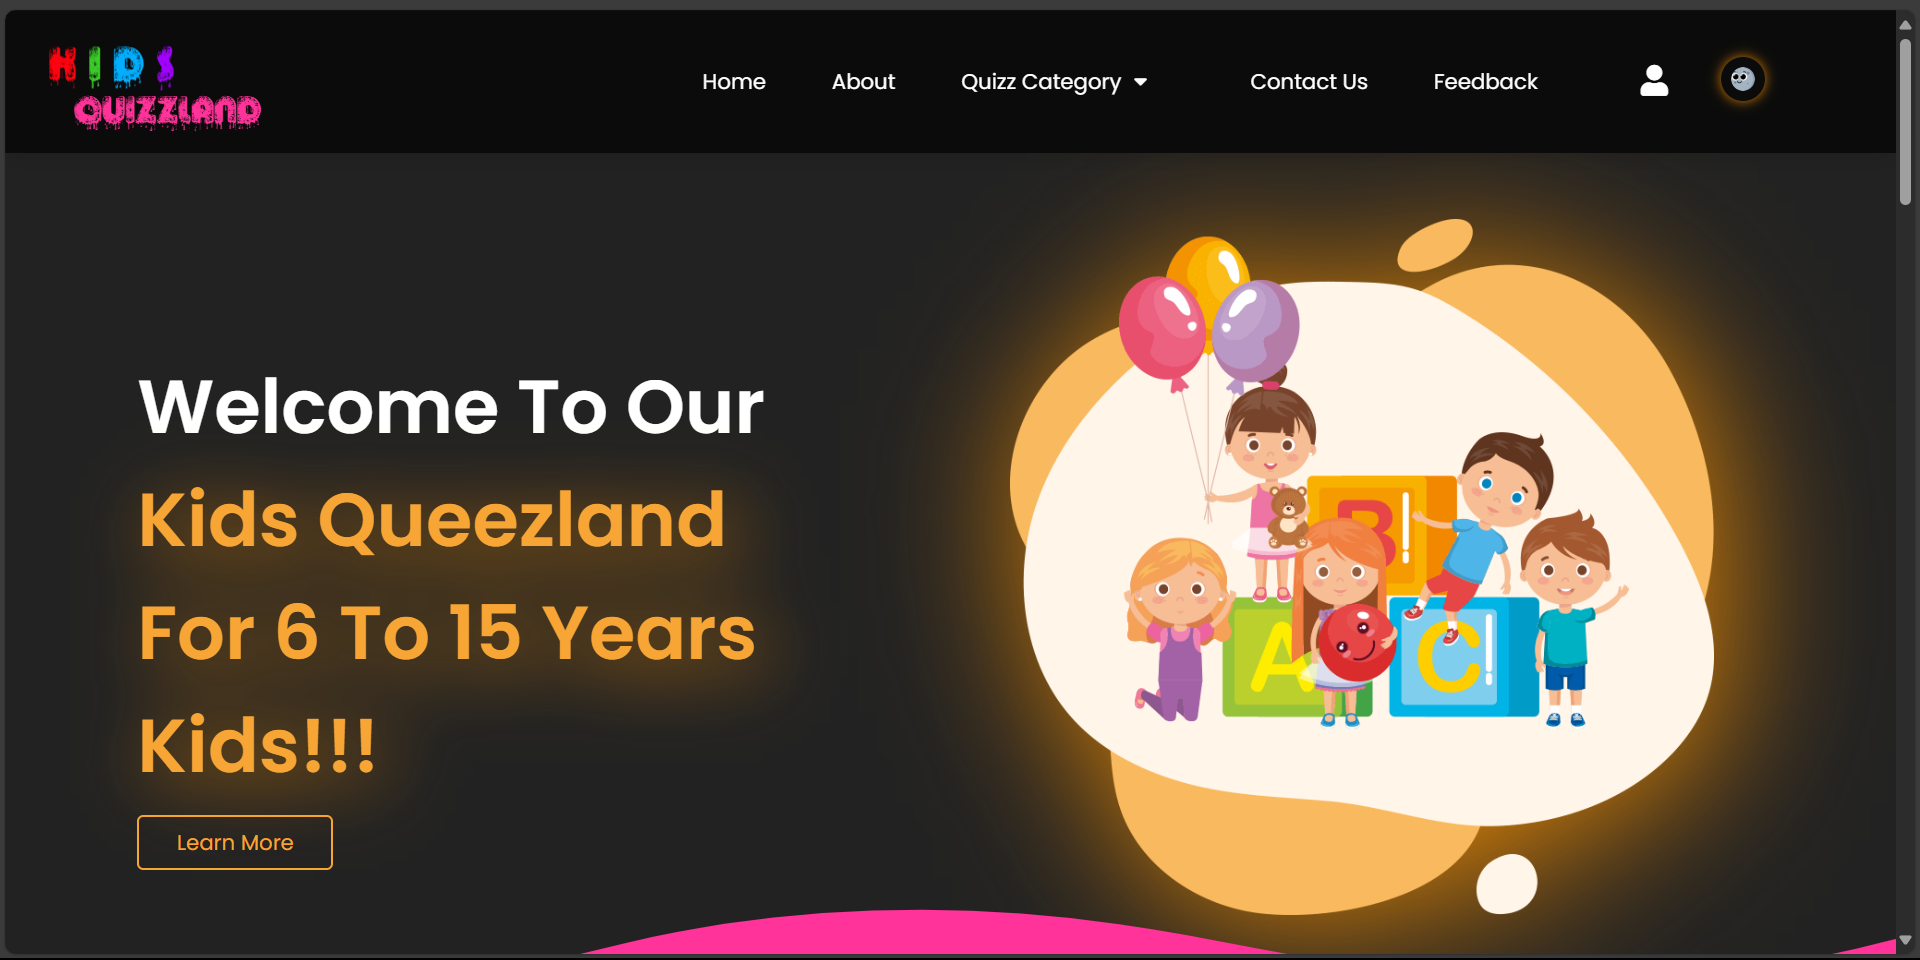 KIDS
QUIZZLAND
Home About Quizz Category Contact Us Feedback
Welcome To Our
Kids Queezland
For 6 To 15 Years
Kids!!!
Learn More
B
A C